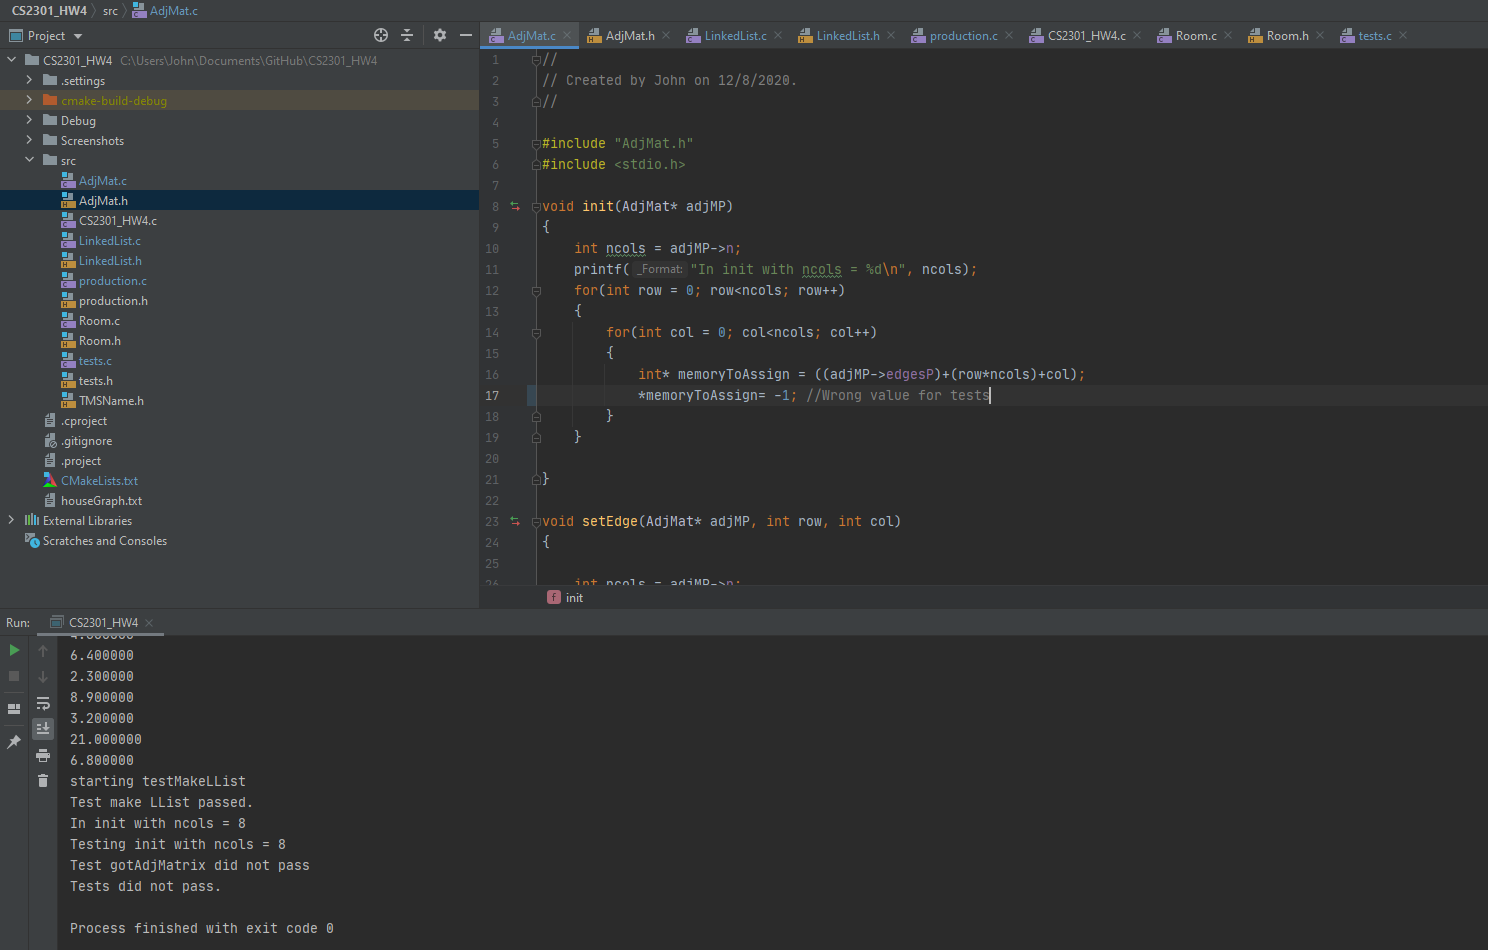 CS2301_HW4 src AdjMat.c
Project
AdjMat.c AdjMat.h LinkedList.c LinkedList.h production.c CS2301_HW4.c Room.c Room.h tests.c
CS2301_HW4 C:\Users\John\Documents\GitHub\CS2301_HW4
.settings
cmake-build-debug
Debug
Screenshots
src
AdjMat.c
AdjMat.h
CS2301_HW4.c
LinkedList.c
LinkedList.h
production.c
production.h
Room.c
Room.h
tests.c
tests.h
TMSName.h
.cproject
.gitignore
.project
CMakeLists.txt
houseGraph.txt
External Libraries
Scratches and Consoles
1 //
2 // Created by John on 12/8/2020.
3 //
4
5 #include "AdjMat.h"
6 #include <stdio.h>
7
8 void init(AdjMat* adjMP)
9 {
10 int ncols = adjMP->n;
11 printf( _Format: "In init with ncols = %d\n", ncols);
12 for(int row = 0; row<ncols; row++)
13 {
14 for(int col = 0; col<ncols; col++)
15 {
16 int* memoryToAssign = ((adjMP->edgesP)+(row*ncols)+col);
17 *memoryToAssign= -1; //Wrong value for tests
18 }
19 }
20
21 }
22
23 void setEdge(AdjMat* adjMP, int row, int col)
24 {
25
26 int ncols = adjMP->n;
f init
Run: CS2301_HW4
6.400000
2.300000
8.900000
3.200000
21.000000
6.800000
starting testMakeLList
Test make LList passed.
In init with ncols = 8
Testing init with ncols = 8
Test gotAdjMatrix did not pass
Tests did not pass.
Process finished with exit code 0